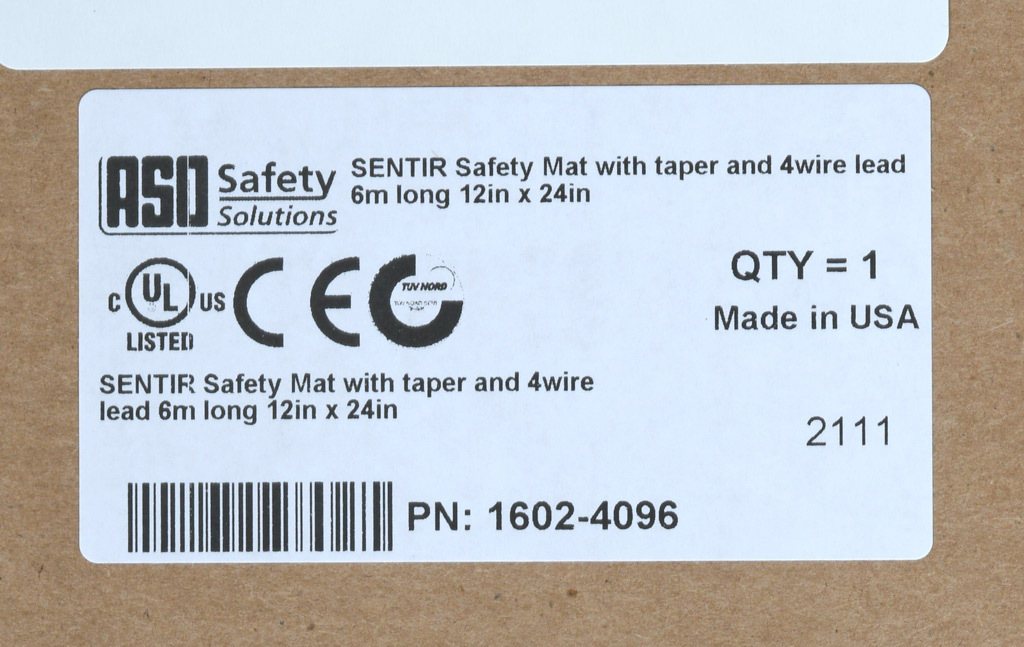 ASO Safety Solutions
SENTIR Safety Mat with taper and 4wire lead
6m long 12in x 24in
C UL US
LISTED
CE
TUV NORD
QTY = 1
Made in USA
SENTIR Safety Mat with taper and 4wire
lead 6m long 12in x 24in
2111
PN: 1602-4096